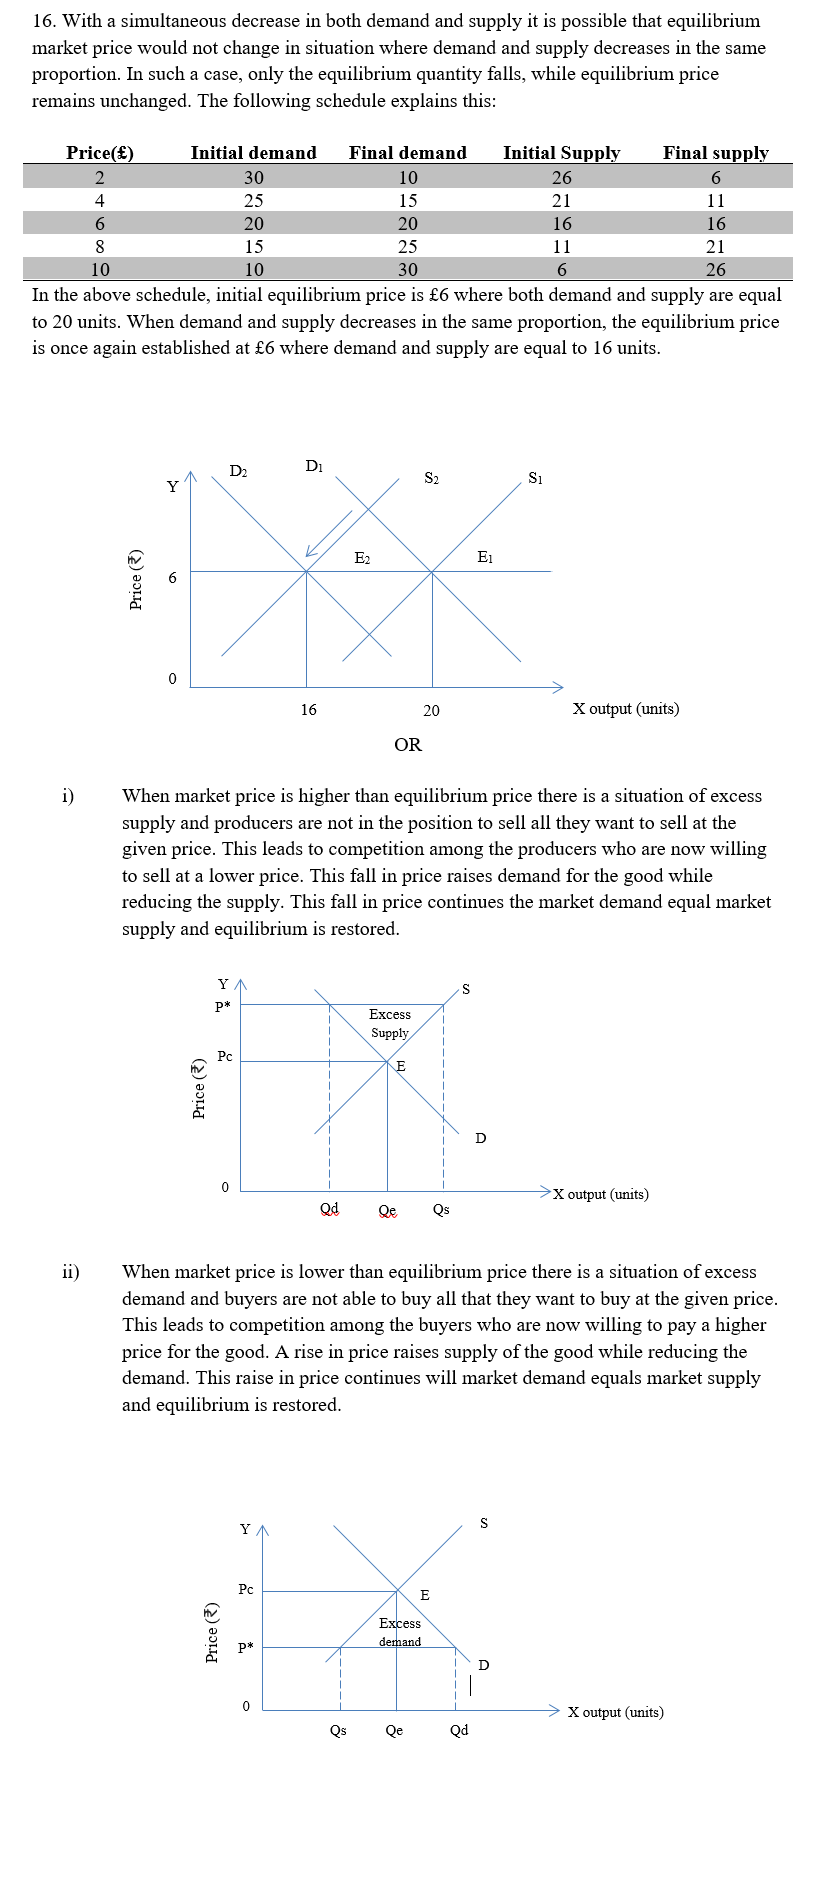 16. With a simultaneous decrease in both demand and supply it is possible that equilibrium
market price would not change in situation where demand and supply decreases in the same
proportion. In such a case, only the equilibrium quantity falls, while equilibrium price
remains unchanged. The following schedule explains this:
Price(£) Initial demand Final demand Initial Supply Final supply
2 30 10 26 6
4 25 15 21 11
6 20 20 16 16
8 15 25 11 21
10 10 30 6 26
In the above schedule, initial equilibrium price is £6 where both demand and supply are equal
to 20 units. When demand and supply decreases in the same proportion, the equilibrium price
is once again established at £6 where demand and supply are equal to 16 units.
D2 D1 S2 S1
Y
E2 E1
Price (₹)
6
0
16 20 X output (units)
OR
i) When market price is higher than equilibrium price there is a situation of excess
supply and producers are not in the position to sell all they want to sell at the
given price. This leads to competition among the producers who are now willing
to sell at a lower price. This fall in price raises demand for the good while
reducing the supply. This fall in price continues the market demand equal market
supply and equilibrium is restored.
Y S
P*
Excess
Supply
Pc E
Price (₹)
D
0 X output (units)
Qd Qe Qs
ii) When market price is lower than equilibrium price there is a situation of excess
demand and buyers are not able to buy all that they want to buy at the given price.
This leads to competition among the buyers who are now willing to pay a higher
price for the good. A rise in price raises supply of the good while reducing the
demand. This raise in price continues will market demand equals market supply
and equilibrium is restored.
Y S
Pc E
Excess
demand
Price (₹)
P*
D
0 X output (units)
Qs Qe Qd